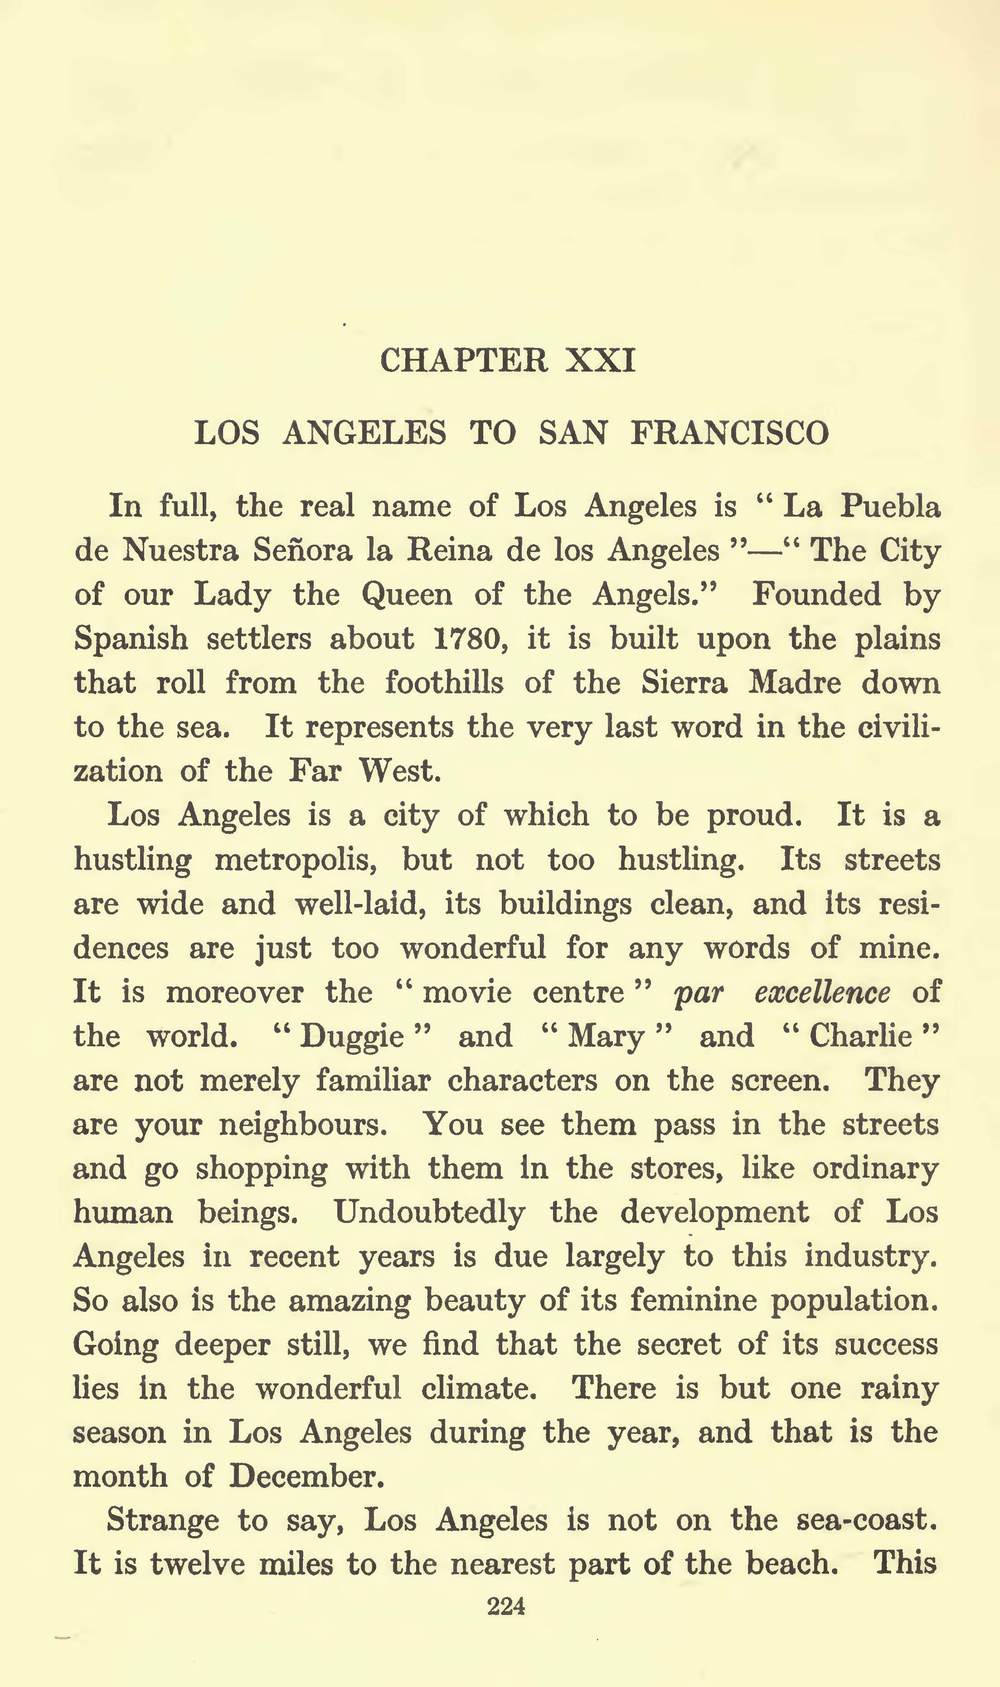 CHAPTER XXI
LOS ANGELES TO SAN FRANCISCO
In full, the real name of Los Angeles is “ La Puebla
de Nuestra Señora la Reina de los Angeles ”—“ The City
of our Lady the Queen of the Angels.” Founded by
Spanish settlers about 1780, it is built upon the plains
that roll from the foothills of the Sierra Madre down
to the sea. It represents the very last word in the civili-
zation of the Far West.
Los Angeles is a city of which to be proud. It is a
hustling metropolis, but not too hustling. Its streets
are wide and well-laid, its buildings clean, and its resi-
dences are just too wonderful for any words of mine.
It is moreover the “ movie centre ” par excellence of
the world. “ Duggie ” and “ Mary ” and “ Charlie ”
are not merely familiar characters on the screen. They
are your neighbours. You see them pass in the streets
and go shopping with them in the stores, like ordinary
human beings. Undoubtedly the development of Los
Angeles in recent years is due largely to this industry.
So also is the amazing beauty of its feminine population.
Going deeper still, we find that the secret of its success
lies in the wonderful climate. There is but one rainy
season in Los Angeles during the year, and that is the
month of December.
Strange to say, Los Angeles is not on the sea-coast.
It is twelve miles to the nearest part of the beach. This
224